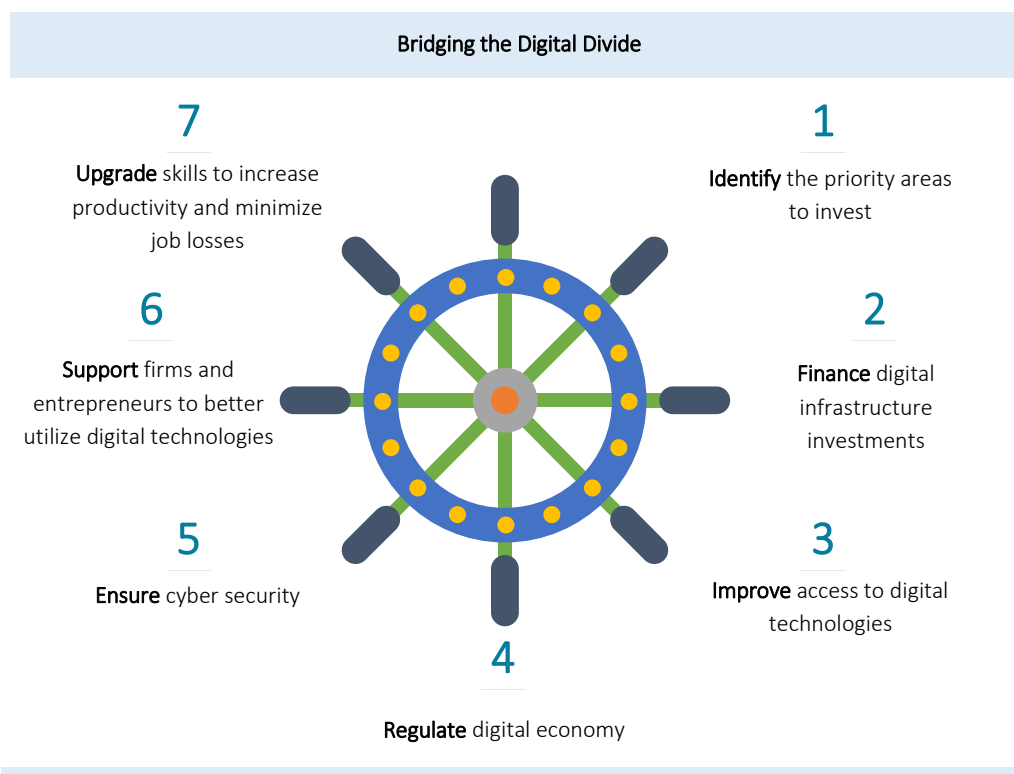 Bridging the Digital Divide
1
Identify the priority areas
to invest
2
Finance digital
infrastructure
investments
3
Improve access to digital
technologies
4
Regulate digital economy
5
Ensure cyber security
6
Support firms and
entrepreneurs to better
utilize digital technologies
7
Upgrade skills to increase
productivity and minimize
job losses